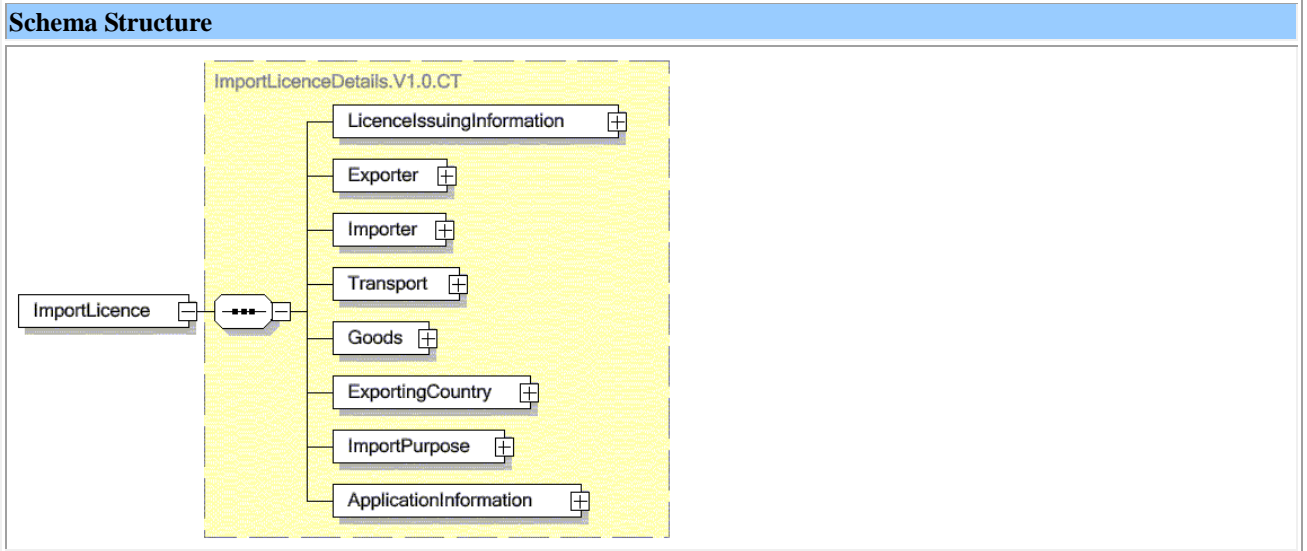 Schema Structure
ImportLicenceDetails.V1.0.CT
LicenceIssuingInformation
Exporter
Importer
Transport
ImportLicence
Goods
ExportingCountry
ImportPurpose
ApplicationInformation